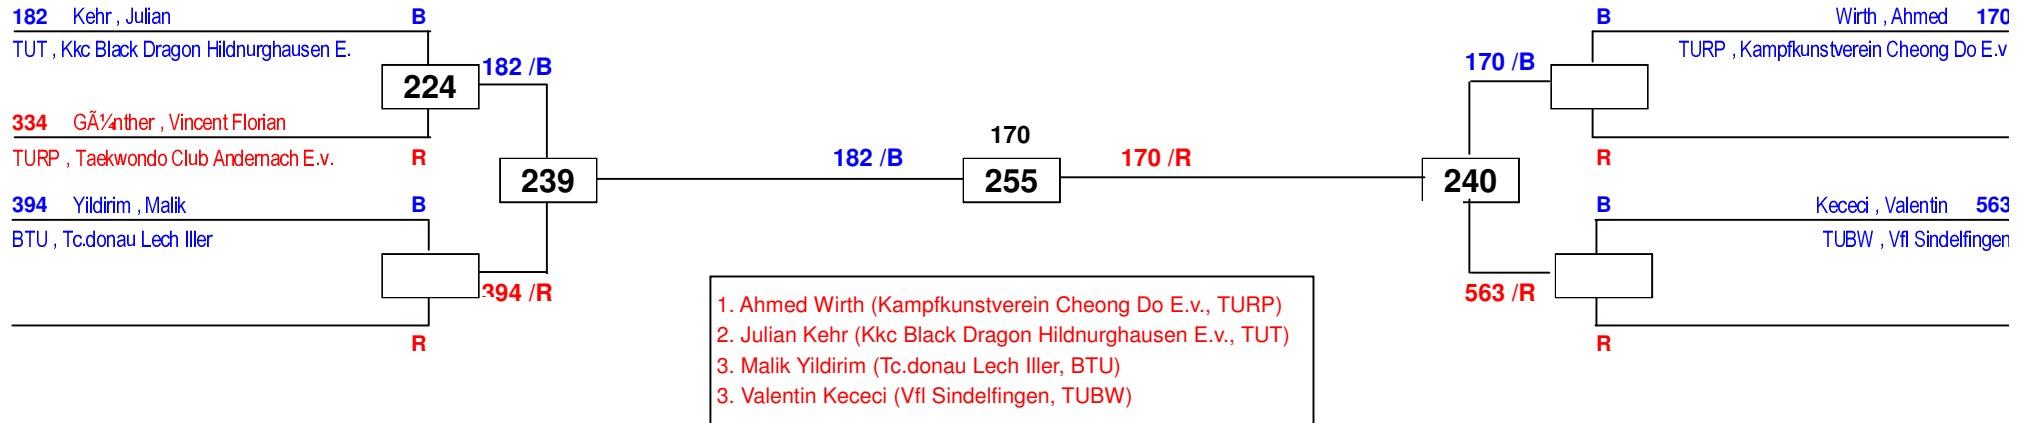 182 Kehr , Julian B
TUT , Kkc Black Dragon Hildnurghausen E.
224
182 /B
334 GÃ¼nther , Vincent Florian
TURP , Taekwondo Club Andernach E.v. R
239
394 Yildirim , Malik B
BTU , Tc.donau Lech Iller
394 /R
R
182 /B
170
255
170 /R
B Wirth , Ahmed 170
TURP , Kampfkunstverein Cheong Do E.v
170 /B
R
240
B Kececi , Valentin 563
TUBW , Vfl Sindelfingen
563 /R
R
1. Ahmed Wirth (Kampfkunstverein Cheong Do E.v., TURP)
2. Julian Kehr (Kkc Black Dragon Hildnurghausen E.v., TUT)
3. Malik Yildirim (Tc.donau Lech Iller, BTU)
3. Valentin Kececi (Vfl Sindelfingen, TUBW)